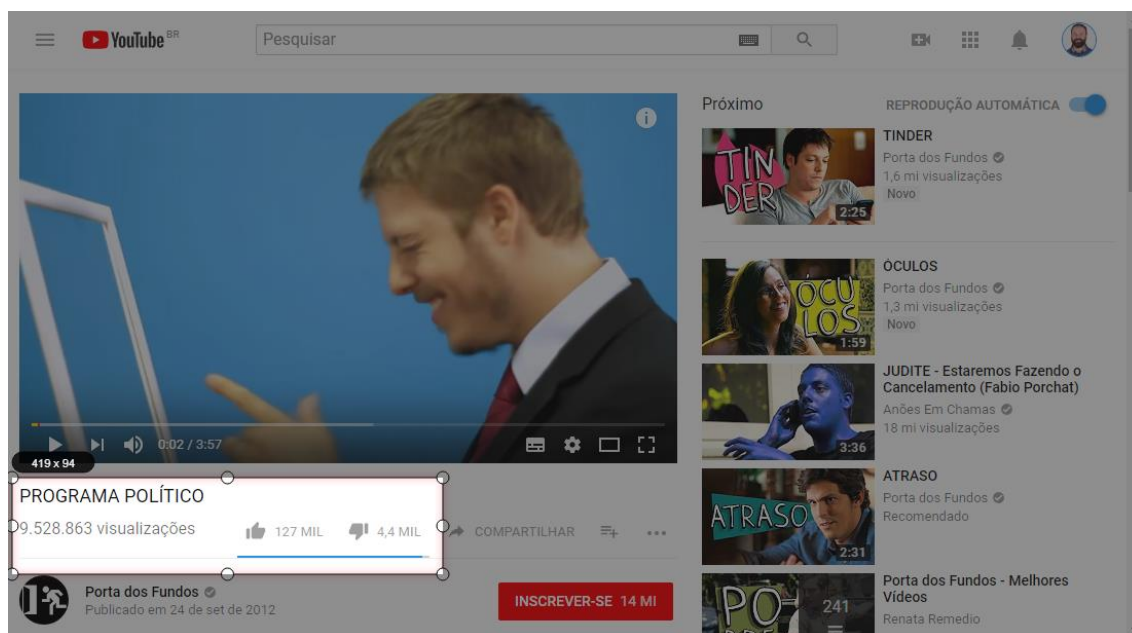 YouTube BR
Pesquisar
0:02 / 3:57
419 x 94
PROGRAMA POLÍTICO
9.528.863 visualizações
127 MIL
4,4 MIL
COMPARTILHAR
Porta dos Fundos
Publicado em 24 de set de 2012
INSCREVER-SE 14 MI
Próximo
REPRODUÇÃO AUTOMÁTICA
TINDER
2:25
TINDER
Porta dos Fundos
1,6 mi visualizações
Novo
ÓCULOS
1:59
ÓCULOS
Porta dos Fundos
1,3 mi visualizações
Novo
3:36
JUDITE - Estaremos Fazendo o
Cancelamento (Fabio Porchat)
Anões Em Chamas
18 mi visualizações
ATRASO
2:31
ATRASO
Porta dos Fundos
Recomendado
241
Porta dos Fundos - Melhores
Vídeos
Renata Remedio